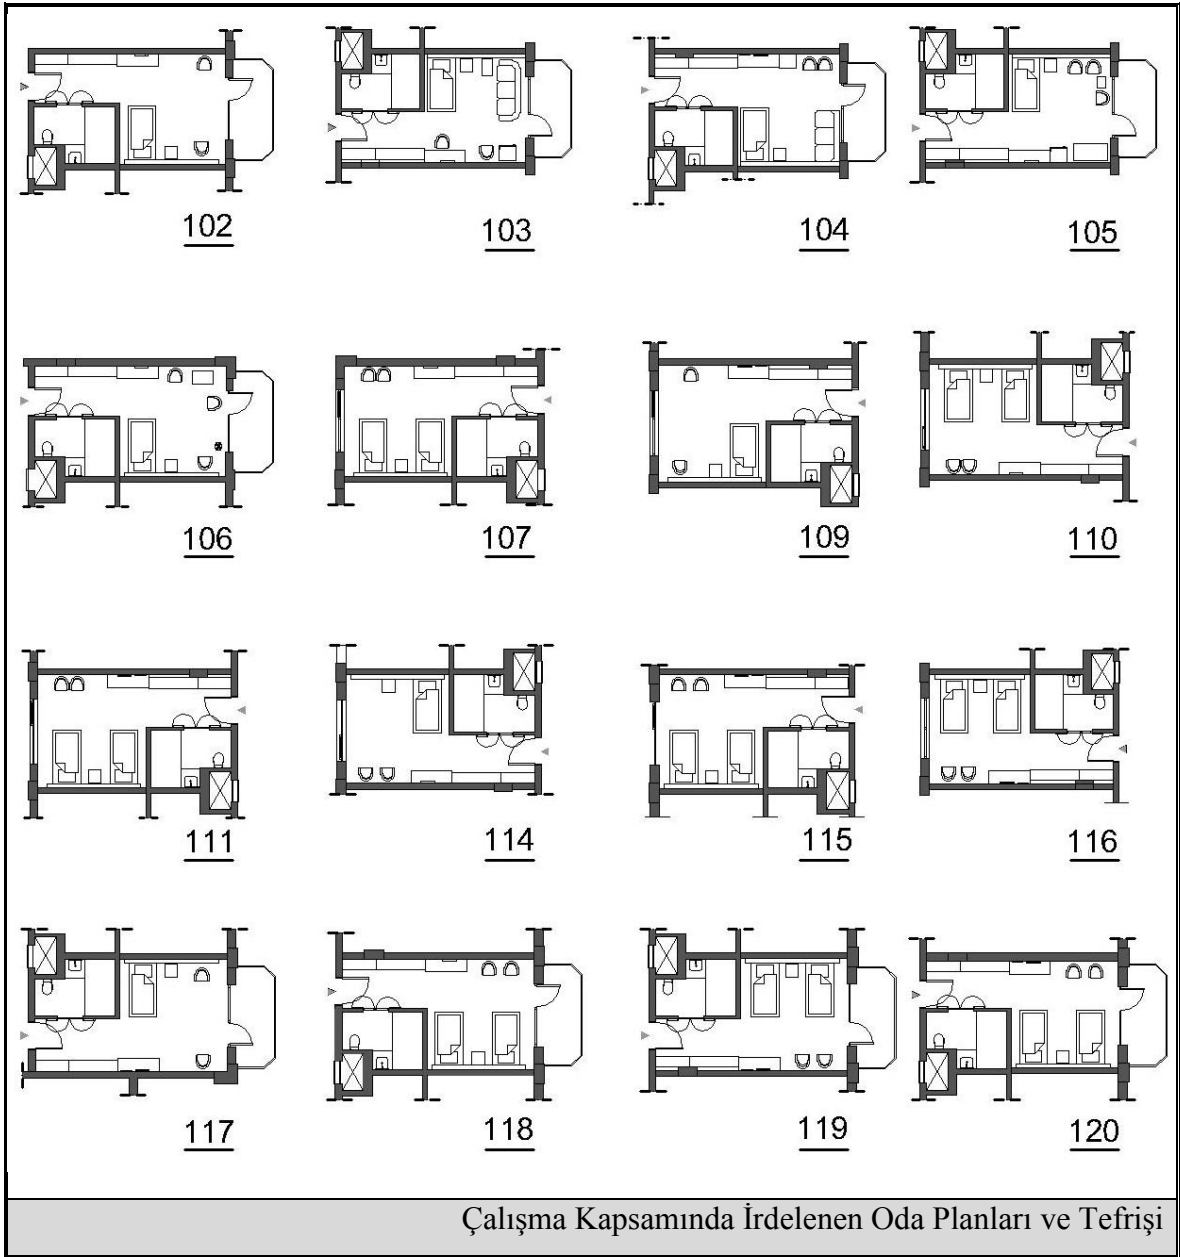 102 103 104 105
106 107 109 110
111 114 115 116
117 118 119 120
Çalışma Kapsamında İrdelenen Oda Planları ve Tefrişi